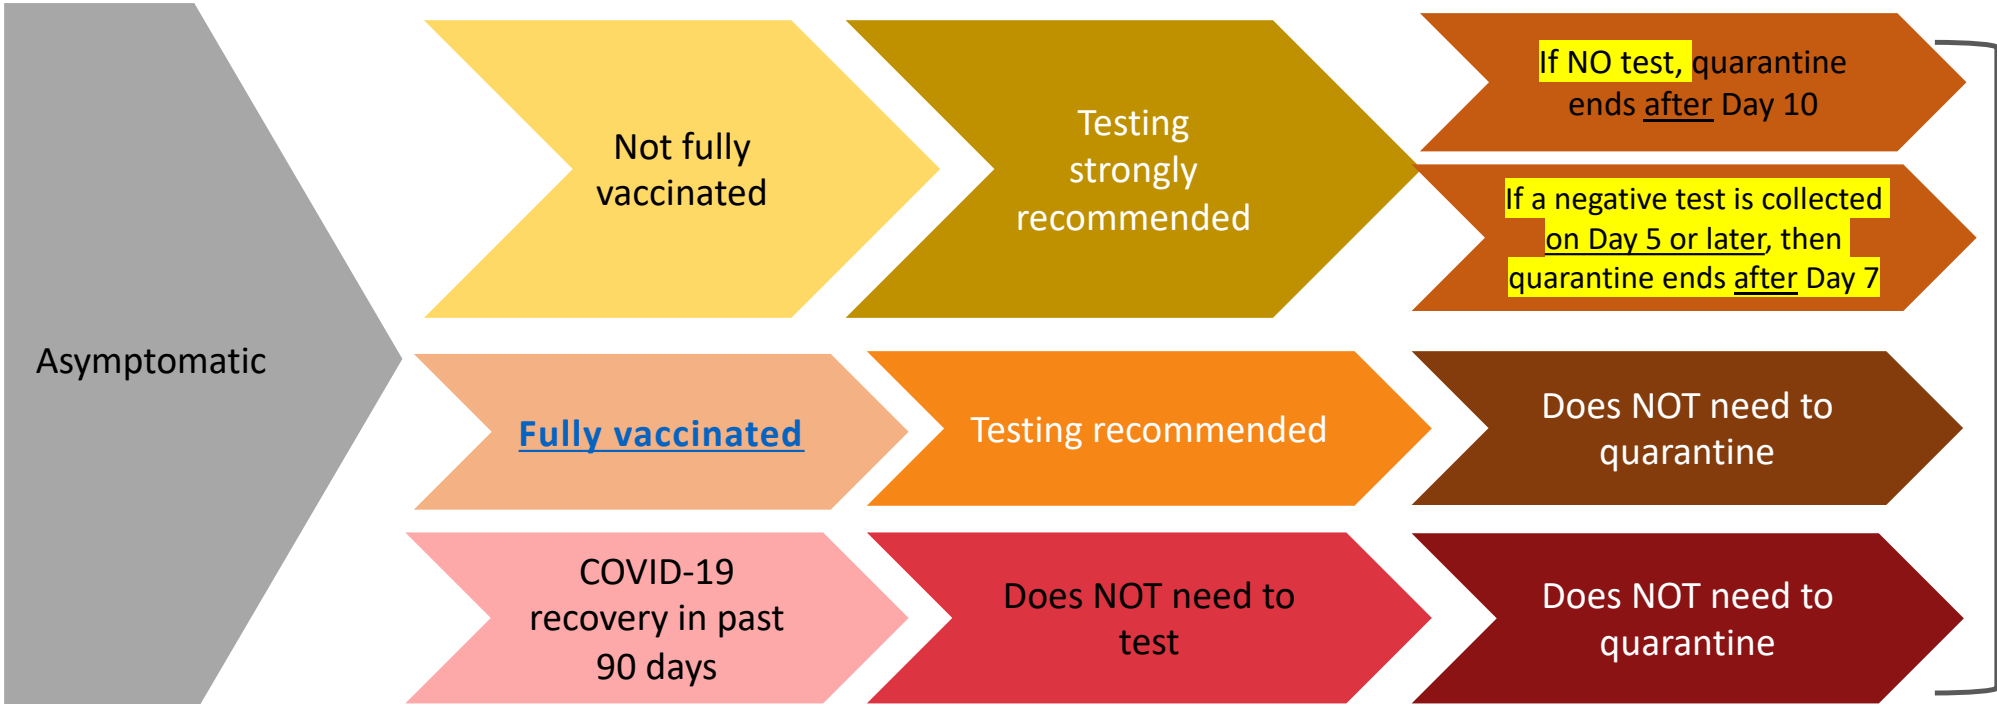 Asymptomatic
Not fully
vaccinated
Testing
strongly
recommended
If NO test, quarantine
ends after Day 10
If a negative test is collected
on Day 5 or later, then
quarantine ends after Day 7
Fully vaccinated
Testing recommended
Does NOT need to
quarantine
COVID-19
recovery in past
90 days
Does NOT need to
test
Does NOT need to
quarantine